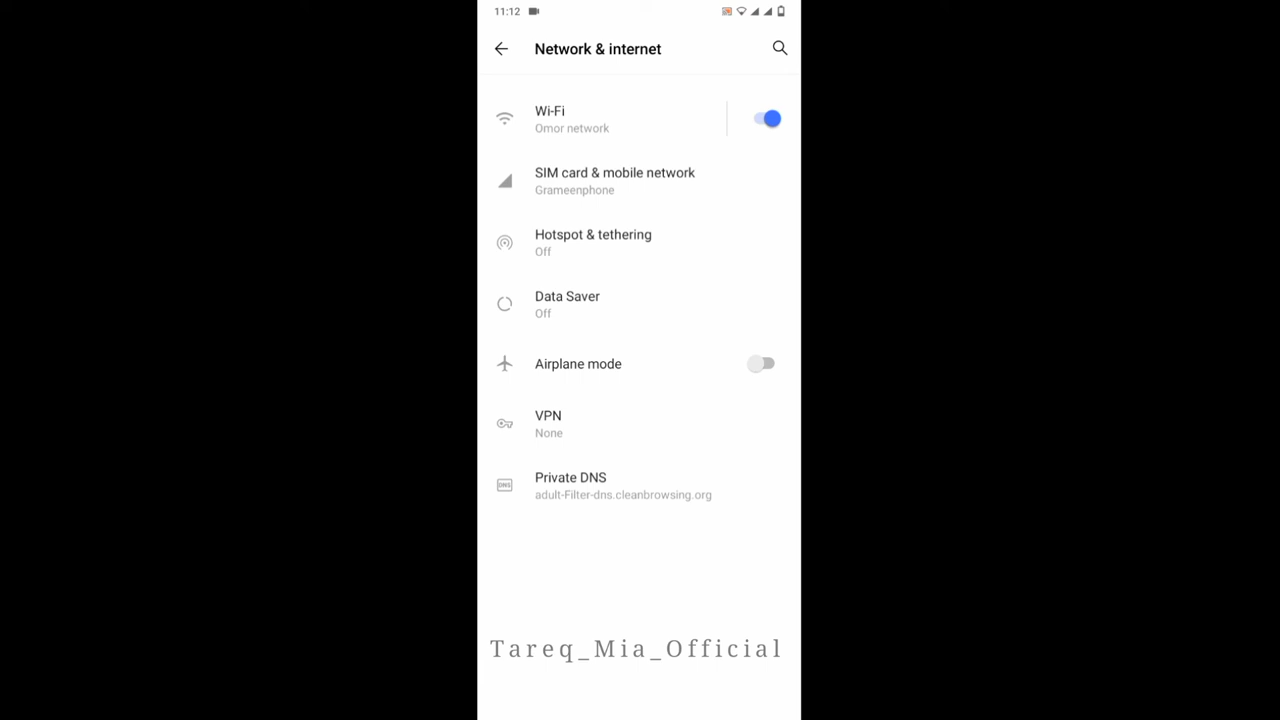 11:12
Network & internet
Wi-Fi
Omor network
SIM card & mobile network
Grameenphone
Hotspot & tethering
Off
Data Saver
Off
Airplane mode
VPN
None
DNS
Private DNS
adult-Filter-dns.cleanbrowsing.org
Tareq_Mia_Official